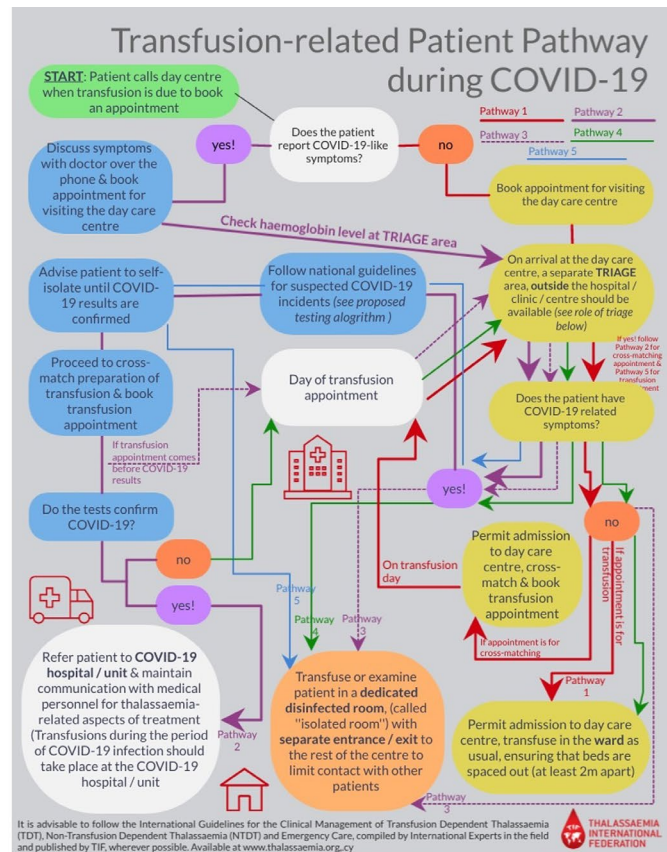 Transfusion-related Patient Pathway
during COVID-19
START: Patient calls day centre
when transfusion is due to book
an appointment
Does the patient
report COVID-19-like
symptoms?
yes!
no
Pathway 1
Pathway 2
Pathway 3
Pathway 4
Pathway 5
Discuss symptoms
with doctor over the
phone & book
appointment for
visiting the day care
centre
Book appointment for visiting
the day care centre
Check haemoglobin level at TRIAGE area
On arrival at the day care
centre, a separate TRIAGE
area, outside the hospital /
clinic / centre should be
available (see role of triage
below)
Advise patient to self-
isolate until COVID-
19 results are
confirmed
Follow national guidelines
for suspected COVID-19
incidents (see proposed
testing alogrithm )
If yes! follow
Pathway 2 for
cross-matching
appointment &
Pathway 5 for
transfusion
Proceed to cross-
match preparation of
transfusion & book
transfusion
appointment
Day of transfusion
appointment
Does the patient have
COVID-19 related
symptoms?
If transfusion
appointment comes
before COVID-19
results
yes!
no
Do the tests confirm
COVID-19?
no
yes!
Permit admission
to day care
centre, cross-
match & book
transfusion
appointment
On transfusion
day
If appointment is for
transfusion
If appointment is for
cross-matching
Pathway
5
Pathway
4
Pathway
3
Pathway
1
Refer patient to COVID-19
hospital / unit & maintain
communication with medical
personnel for thalassaemia-
related aspects of treatment
(Transfusions during the period
of COVID-19 infection should
take place at the COVID-19
hospital / unit
Pathway
2
Transfuse or examine
patient in a dedicated
disinfected room, (called
"isolated room") with
separate entrance / exit to
the rest of the centre to
limit contact with other
patients
Permit admission to day care
centre, transfuse in the ward as
usual, ensuring that beds are
spaced out (at least 2m apart)
Pathway
3
It is advisable to follow the International Guidelines for the Clinical Management of Transfusion Dependent Thalassaemia
(TDT), Non-Transfusion Dependent Thalassaemia (NTDT) and Emergency Care, compiled by International Experts in the field
and published by TIF, wherever possible. Available at www.thalassaemia.org,.cy
THALASSAEMIA
INTERNATIONAL
FEDERATION